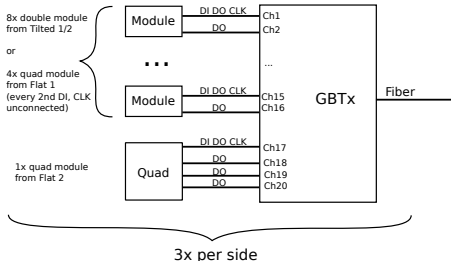 8x double module
from Tilted 1/2
or
4x quad module
from Flat 1
(every 2nd DI, CLK
unconnected)
Module
DI DO CLK
Ch1
DO
Ch2
...
...
Module
DI DO CLK
Ch15
DO
Ch16
GBTx
Fiber
1x quad module
from Flat 2
Quad
DI DO CLK
Ch17
DO
Ch18
DO
Ch19
DO
Ch20
3x per side